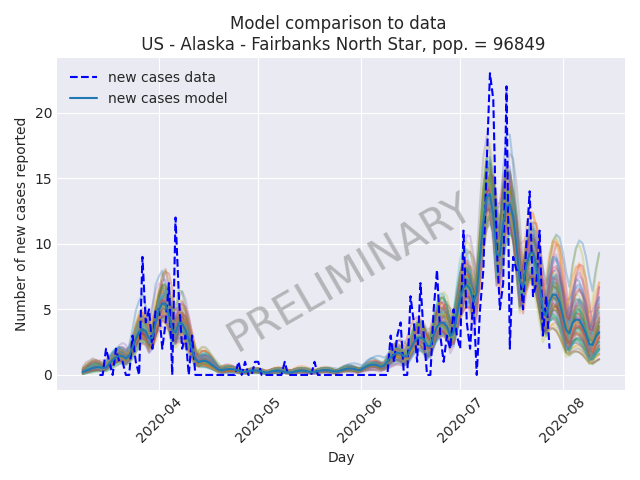 Model comparison to data
US - Alaska - Fairbanks North Star, pop. = 96849
new cases data
new cases model
PRELIMINARY
Number of new cases reported
20
15
10
5
0
2020-04
2020-05
2020-06
2020-07
2020-08
Day